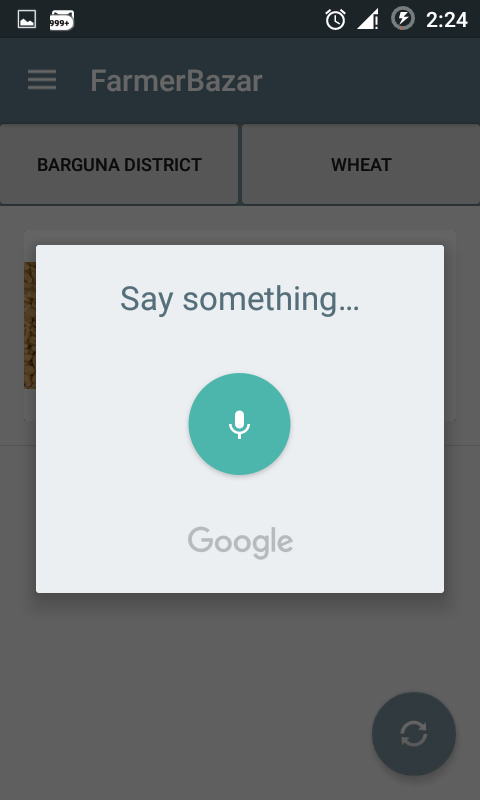 999+
2:24
FarmerBazar
BARGUNA DISTRICT
WHEAT
Say something...
Google